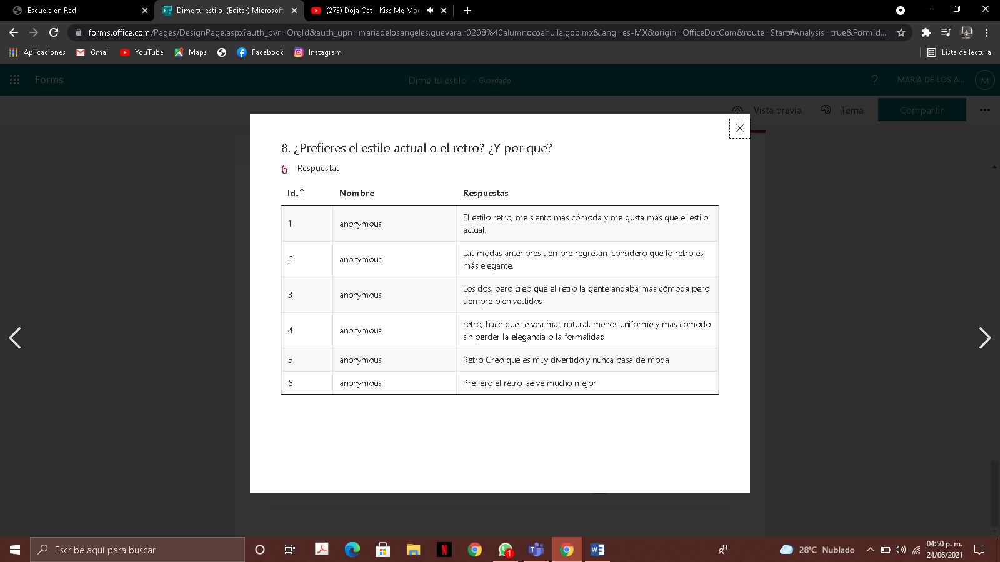 Escuela en Red
Dime tu estilo (Editar) Microsoft
(273) Doja Cat - Kiss Me Mor
forms.office.com/Pages/DesignPage.aspx?auth_pvr=OrgId&auth_upn=mariadelosangeles.guevara.r0208%40alumnocoahuila.gob.mx&lang=es-MX&origin=OfficeDotCom&route=Start#Analysis=true&FormId...
Aplicaciones Gmail YouTube Maps Facebook Instagram Lista de lectura
Forms Dime tu estilo - Guardado ? MARIA DE LOS A... M
Vista previa Tema Compartir
8. ¿Prefieres el estilo actual o el retro? ¿Y por que?
6 Respuestas
Id.↑ Nombre Respuestas
1 anonymous El estilo retro, me siento más cómoda y me gusta más que el estilo
actual.
2 anonymous Las modas anteriores siempre regresan, considero que lo retro es
más elegante.
3 anonymous Los dos, pero creo que el retro la gente andaba mas cómoda pero
siempre bien vestidos
4 anonymous retro, hace que se vea mas natural, menos uniforme y mas comodo
sin perder la elegancia o la formalidad
5 anonymous Retro Creo que es muy divertido y nunca pasa de moda
6 anonymous Prefiero el retro, se ve mucho mejor
Escribe aquí para buscar
1
28°C Nublado
04:50 p. m.
24/06/2021